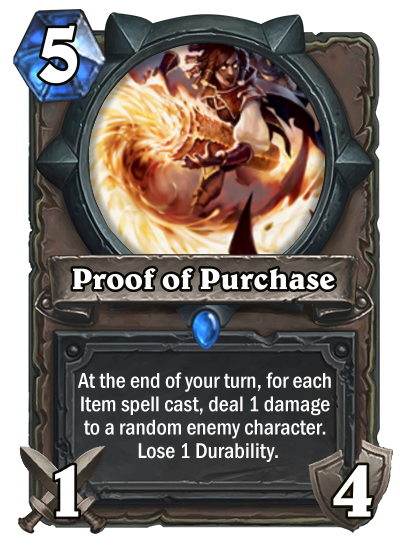 5
Proof of Purchase
At the end of your turn, for each
Item spell cast, deal 1 damage
to a random enemy character.
Lose 1 Durability.
1
4